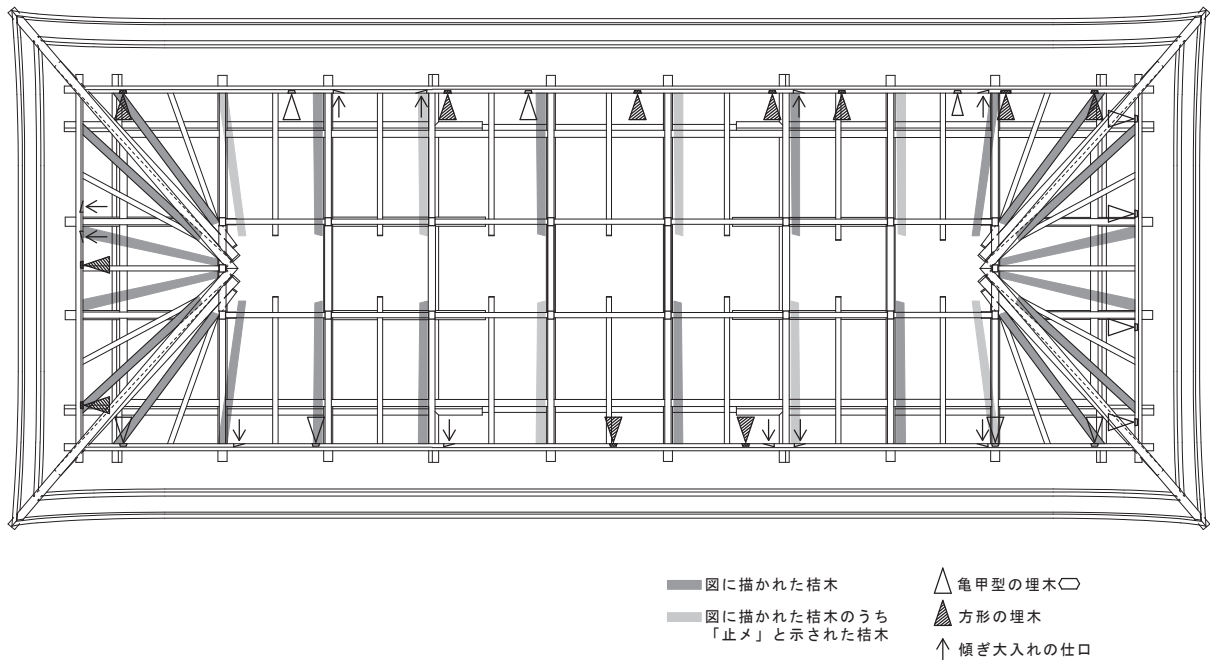 図に描かれた桔木
図に描かれた桔木のうち
「止メ」と示された桔木
亀甲型の埋木
方形の埋木
傾ぎ大入れの仕口